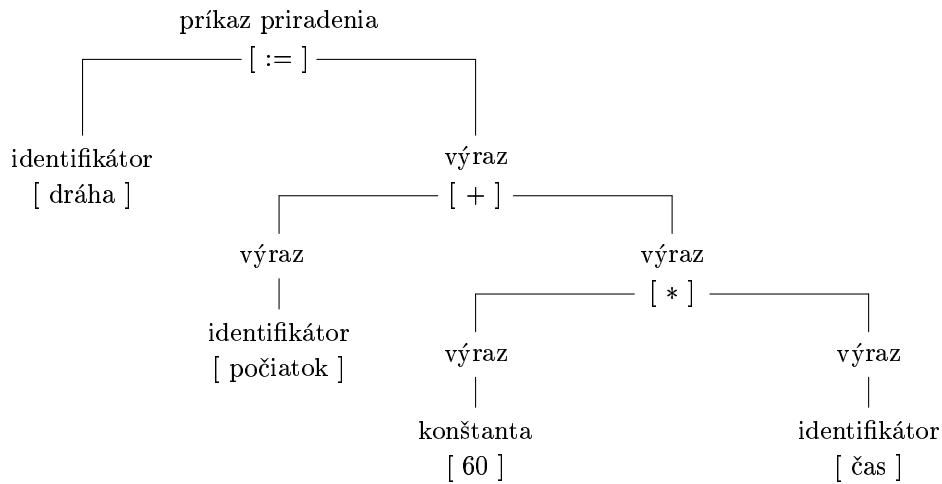 príkaz priradenia
[ := ]
identifikátor
[ dráha ]
výraz
[ + ]
výraz
identifikátor
[ počiatok ]
výraz
[ * ]
výraz
konštanta
[ 60 ]
výraz
identifikátor
[ čas ]